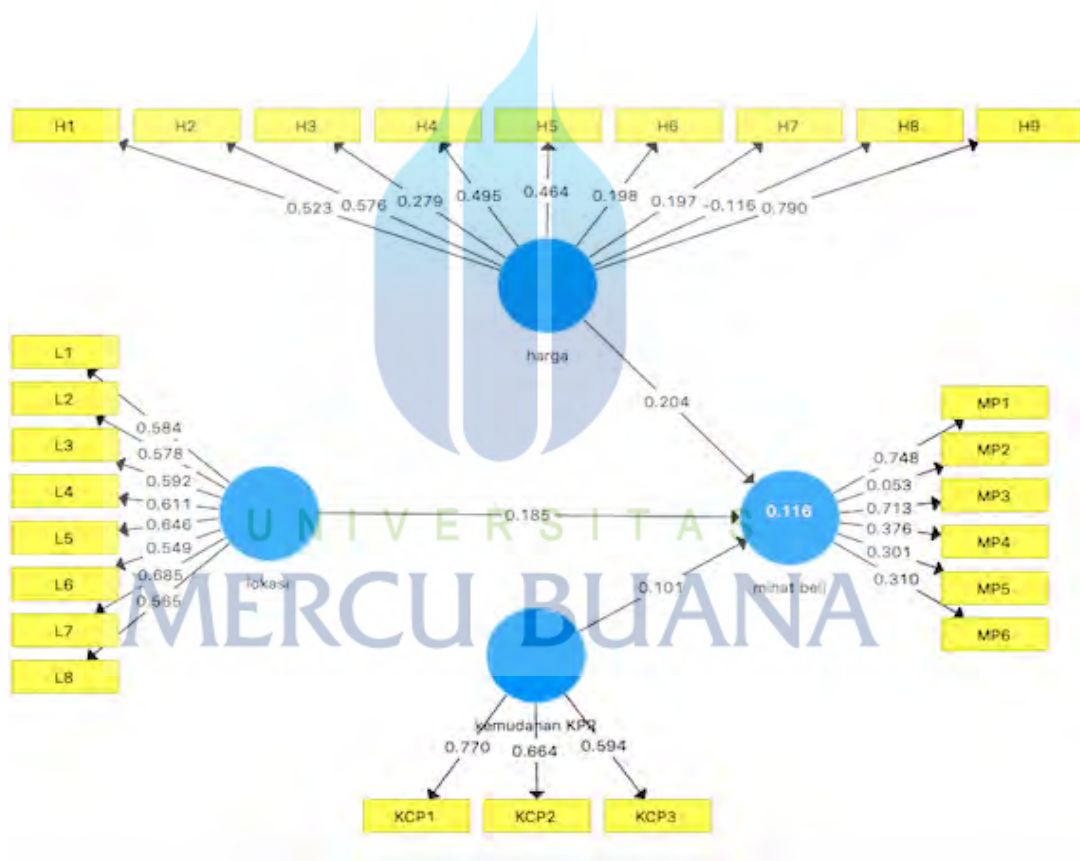 H1 H2 H3 H4 H5 H6 H7 H8 H9
0.523 0.576 0.279 0.495 0.464 0.198 0.197 -0.116 0.790
harga
L1
L2
L3
L4
L5
L6
L7
L8
0.584
0.578
0.592
0.611
0.646
0.549
0.685
0.565
lokasi
0.204
0.185
0.101
0.116
minat beli
MP1
MP2
MP3
MP4
MP5
MP6
0.748
0.053
0.713
0.376
0.301
0.310
UNIVERSITAS
MERCU BUANA
kemudahan KPR
0.770 0.664 0.594
KCP1 KCP2 KCP3